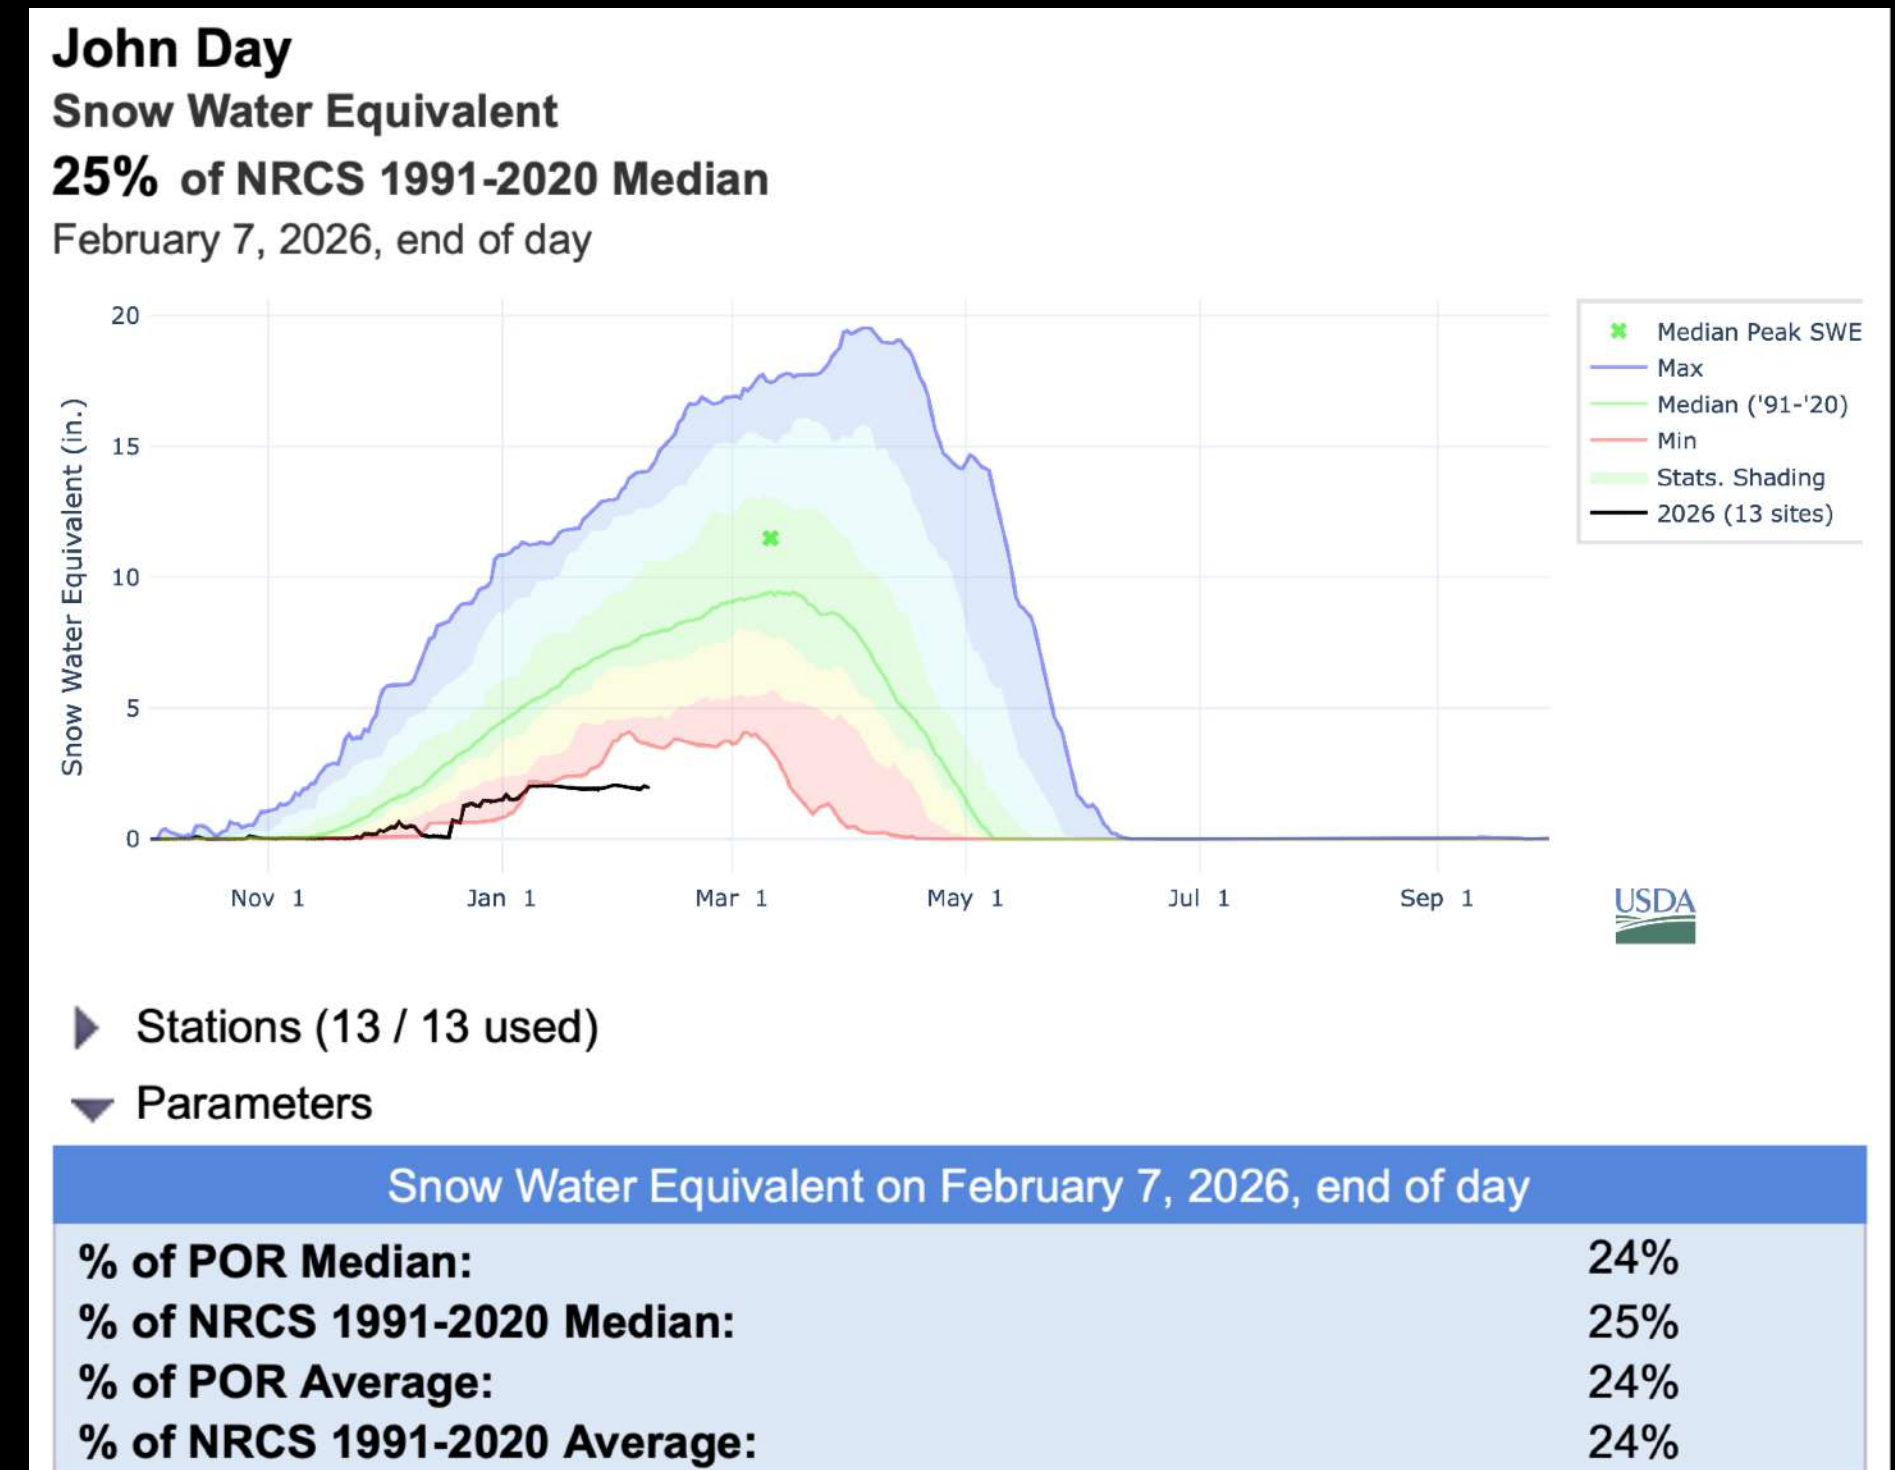 John Day
Snow Water Equivalent
25% of NRCS 1991-2020 Median
February 7, 2026, end of day
Snow Water Equivalent (in.)
20
15
10
5
0
Nov 1
Jan 1
Mar 1
May 1
Jul 1
Sep 1
Median Peak SWE
Max
Median ('91-'20)
Min
Stats. Shading
2026 (13 sites)
USDA
Stations (13 / 13 used)
Parameters
Snow Water Equivalent on February 7, 2026, end of day
% of POR Median: 24%
% of NRCS 1991-2020 Median: 25%
% of POR Average: 24%
% of NRCS 1991-2020 Average: 24%